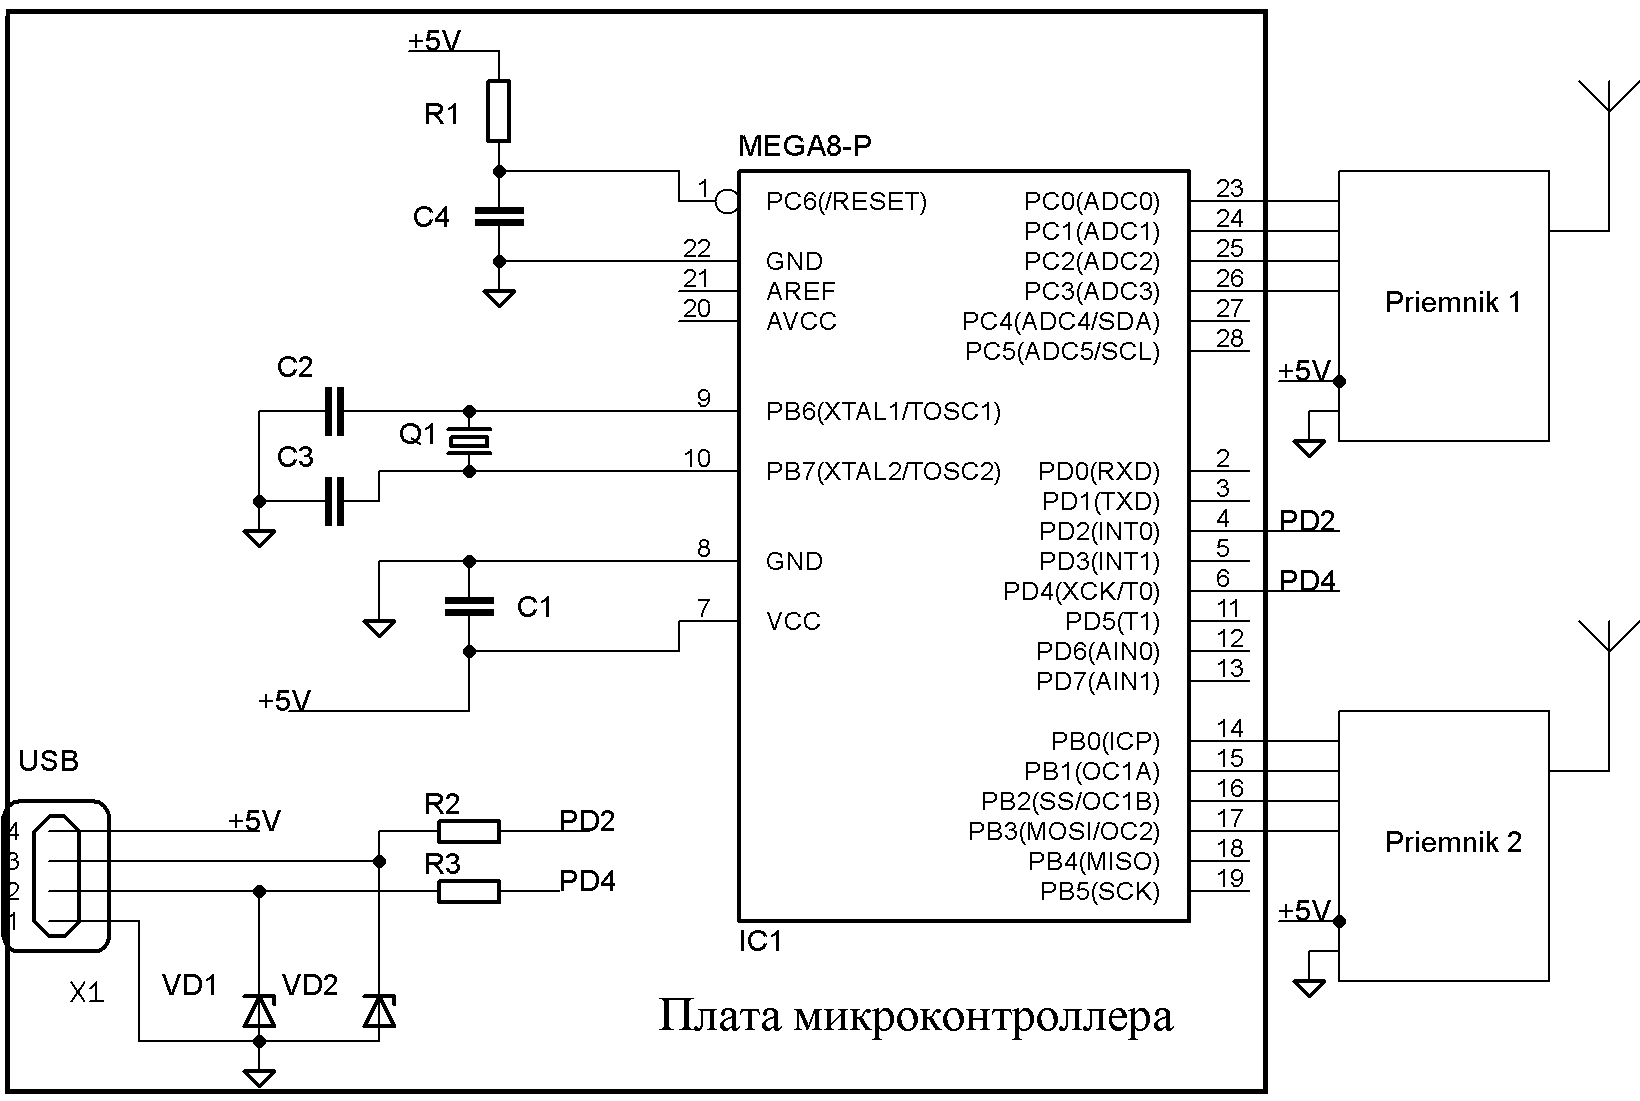 +5V
R1
C4
MEGA8-P
1 PC6(/RESET)
22 GND
21 AREF
20 AVCC
C2
9 PB6(XTAL1/TOSC1)
Q1
C3
10 PB7(XTAL2/TOSC2)
8 GND
C1
7 VCC
+5V
PC0(ADC0) 23
PC1(ADC1) 24
PC2(ADC2) 25
PC3(ADC3) 26
PC4(ADC4/SDA) 27
PC5(ADC5/SCL) 28
PD0(RXD) 2
PD1(TXD) 3
PD2(INT0) 4 PD2
PD3(INT1) 5
PD4(XCK/T0) 6 PD4
PD5(T1) 11
PD6(AIN0) 12
PD7(AIN1) 13
PB0(ICP) 14
PB1(OC1A) 15
PB2(SS/OC1B) 16
PB3(MOSI/OC2) 17
PB4(MISO) 18
PB5(SCK) 19
IC1
Priemnik 1
+5V
Priemnik 2
+5V
USB
4 +5V
3
2
1
X1
R2 PD2
R3 PD4
VD1 VD2
Плата микроконтроллера